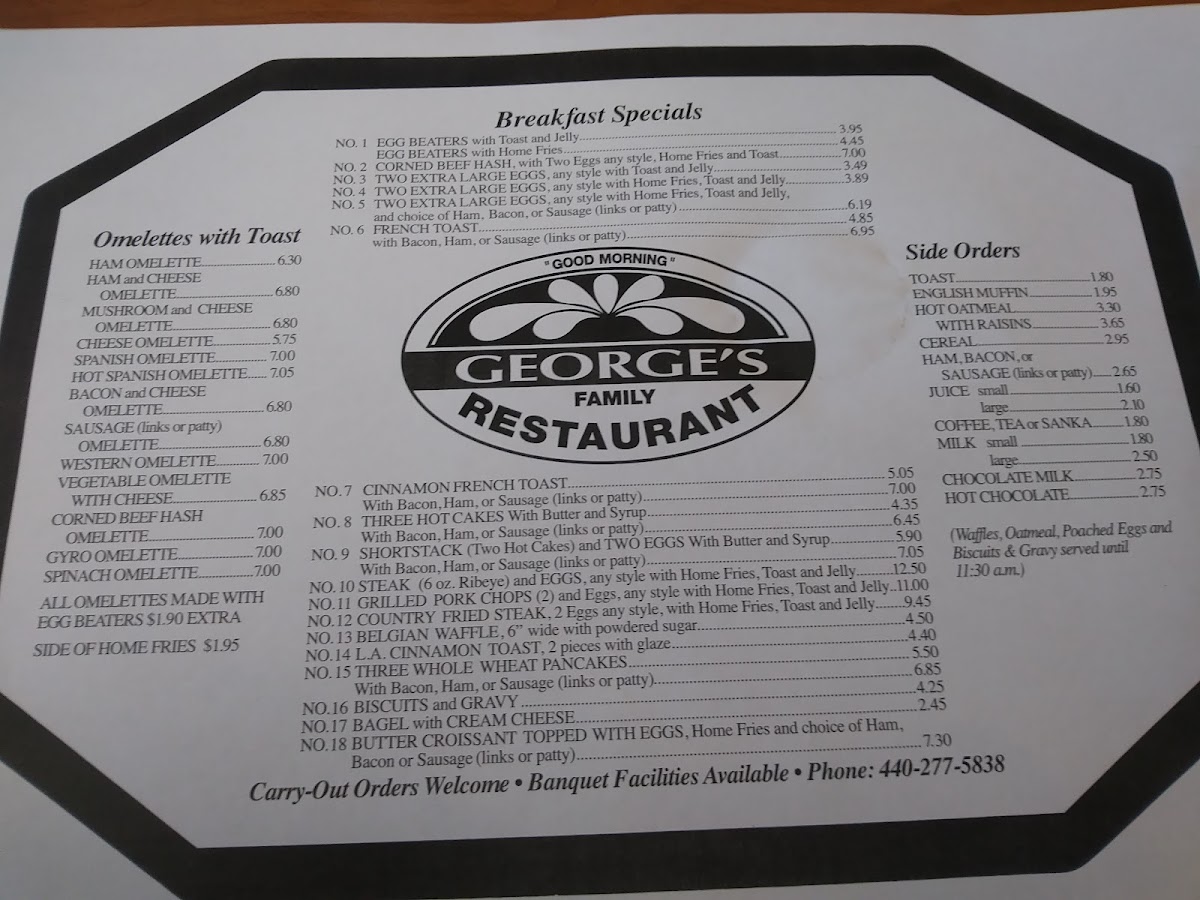 Breakfast Specials
NO. 1 EGG BEATERS with Toast and Jelly 3.95
EGG BEATERS with Home Fries 4.45
NO. 2 CORNED BEEF HASH, with Two Eggs any style, Home Fries and Toast 7.00
NO. 3 TWO EXTRA LARGE EGGS, any style with Toast and Jelly 3.49
NO. 4 TWO EXTRA LARGE EGGS, any style with Home Fries, Toast and Jelly 3.89
NO. 5 TWO EXTRA LARGE EGGS, any style with Home Fries, Toast and Jelly,
and choice of Ham, Bacon, or Sausage (links or patty) 6.19
NO. 6 FRENCH TOAST 4.85
with Bacon, Ham, or Sausage (links or patty) 6.95
Omelettes with Toast
HAM OMELETTE 6.30
HAM and CHEESE
OMELETTE 6.80
MUSHROOM and CHEESE
OMELETTE 6.80
CHEESE OMELETTE 5.75
SPANISH OMELETTE 7.00
HOT SPANISH OMELETTE 7.05
BACON and CHEESE
OMELETTE 6.80
SAUSAGE (links or patty)
OMELETTE 6.80
WESTERN OMELETTE 7.00
VEGETABLE OMELETTE
WITH CHEESE 6.85
CORNED BEEF HASH
OMELETTE 7.00
GYRO OMELETTE 7.00
SPINACH OMELETTE 7.00
ALL OMELETTES MADE WITH
EGG BEATERS $1.90 EXTRA
SIDE OF HOME FRIES $1.95
"GOOD MORNING"
GEORGE'S
FAMILY
RESTAURANT
Side Orders
TOAST 1.80
ENGLISH MUFFIN 1.95
HOT OATMEAL 3.30
WITH RAISINS 3.65
CEREAL 2.95
HAM, BACON, or
SAUSAGE (links or patty) 2.65
JUICE small 1.60
large 2.10
COFFEE, TEA or SANKA 1.80
MILK small 1.80
large 2.50
CHOCOLATE MILK 2.75
HOT CHOCOLATE 2.75
(Waffles, Oatmeal, Poached Eggs and
Biscuits & Gravy served until
11:30 a.m.)
NO. 7 CINNAMON FRENCH TOAST 5.05
With Bacon, Ham, or Sausage (links or patty) 7.00
NO. 8 THREE HOT CAKES With Butter and Syrup 4.35
With Bacon, Ham, or Sausage (links or patty) 6.45
NO. 9 SHORTSTACK (Two Hot Cakes) and TWO EGGS With Butter and Syrup 5.90
With Bacon, Ham, or Sausage (links or patty) 7.05
NO. 10 STEAK (6 oz. Ribeye) and EGGS, any style with Home Fries, Toast and Jelly 12.50
NO.11 GRILLED PORK CHOPS (2) and Eggs, any style with Home Fries, Toast and Jelly 11.00
NO.12 COUNTRY FRIED STEAK, 2 Eggs any style, with Home Fries, Toast and Jelly 9.45
NO.13 BELGIAN WAFFLE, 6" wide with powdered sugar 4.50
NO.14 L.A. CINNAMON TOAST, 2 pieces with glaze 4.40
NO.15 THREE WHOLE WHEAT PANCAKES 5.50
With Bacon, Ham, or Sausage (links or patty) 6.85
NO.16 BISCUITS and GRAVY 4.25
NO.17 BAGEL with CREAM CHEESE 2.45
NO.18 BUTTER CROISSANT TOPPED WITH EGGS, Home Fries and choice of Ham,
Bacon or Sausage (links or patty) 7.30
Carry-Out Orders Welcome • Banquet Facilities Available • Phone: 440-277-5838